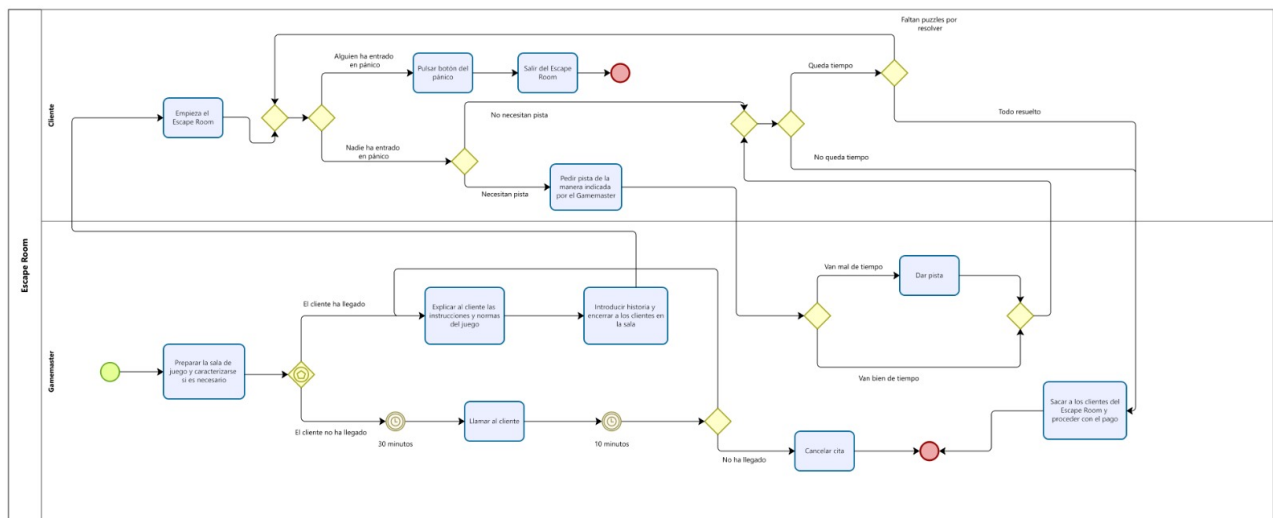 Escape Room
Cliente
Faltan puzzles por
resolver
Alguien ha entrado
en pánico
Pulsar botón del
pánico
Salir del Escape
Room
Queda tiempo
Empieza el
Escape Room
No necesitan pista
Todo resuelto
Nadie ha entrado
en pánico
No queda tiempo
Necesitan pista
Pedir pista de la
manera indicada
por el Gamemaster
Gamemaster
Van mal de tiempo
Dar pista
El cliente ha llegado
Explicar al cliente las
instrucciones y normas
del juego
Introducir historia y
encerrar a los clientes en
la sala
Preparar la sala de
juego y caracterizarse
si es necesario
Van bien de tiempo
Sacar a los clientes del
Escape Room y
proceder con el pago
El cliente no ha llegado
30 minutos
Llamar al cliente
10 minutos
No ha llegado
Cancelar cita